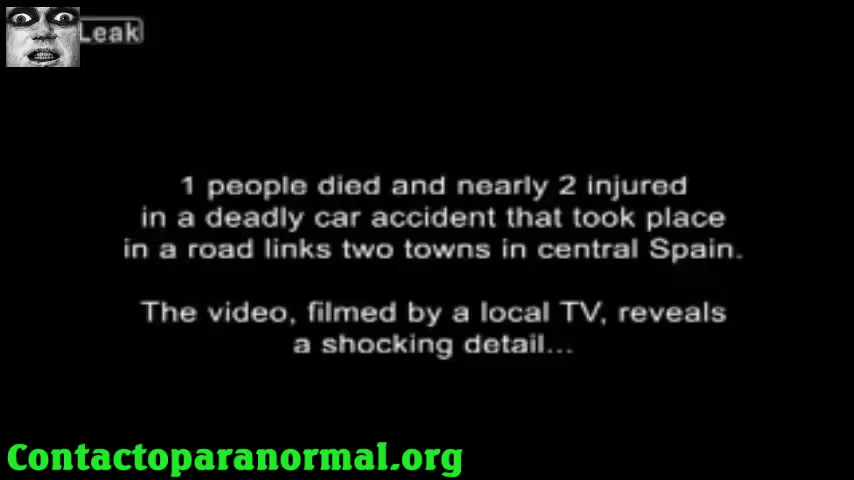 Leak
1 people died and nearly 2 injured
in a deadly car accident that took place
in a road links two towns in central Spain.
The video, filmed by a local TV, reveals
a shocking detail...
Contactoparanormal.org